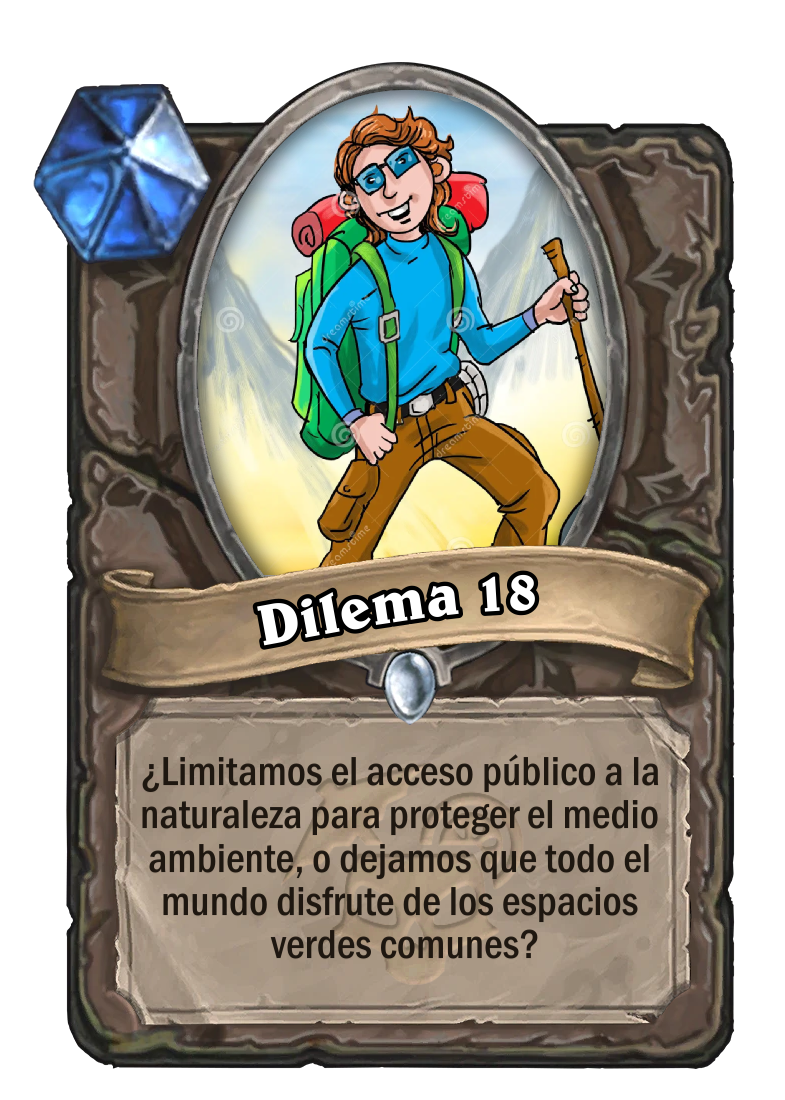 Dilema 18
¿Limitamos el acceso público a la
naturaleza para proteger el medio
ambiente, o dejamos que todo el
mundo disfrute de los espacios
verdes comunes?